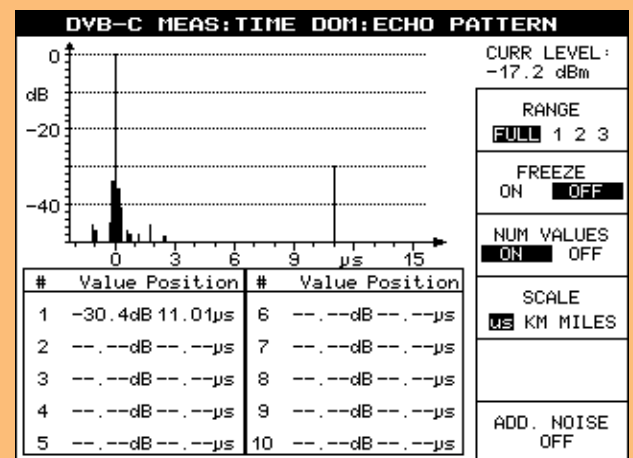 DVB-C MEAS:TIME DOM:ECHO PATTERN
0
dB
-20
-40
0 3 6 9 µs 15
# Value Position # Value Position
1 -30.4dB 11.01µs 6 --.--dB --.--µs
2 --.--dB --.--µs 7 --.--dB --.--µs
3 --.--dB --.--µs 8 --.--dB --.--µs
4 --.--dB --.--µs 9 --.--dB --.--µs
5 --.--dB --.--µs 10 --.--dB --.--µs
CURR LEVEL:
-17.2 dBm
RANGE
FULL 1 2 3
FREEZE
ON OFF
NUM VALUES
ON OFF
SCALE
us KM MILES
ADD. NOISE
OFF